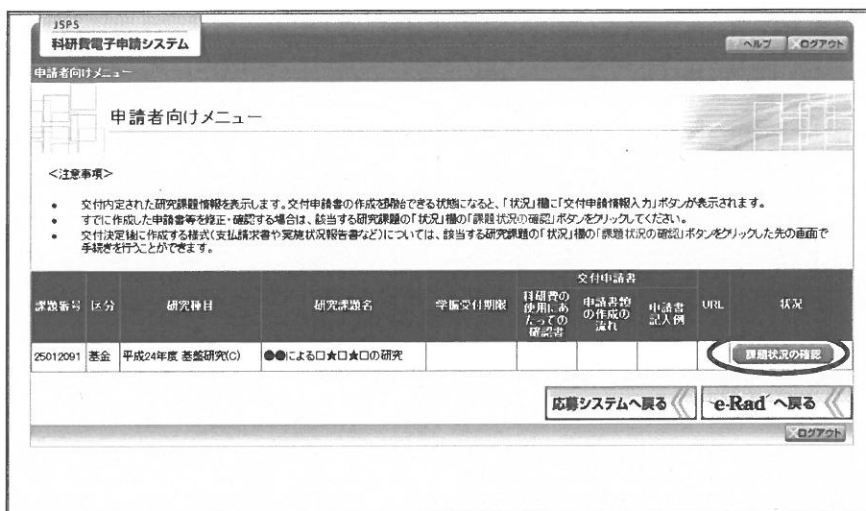 JSPS
科研費電子申請システム
ヘルプ
ログアウト
申請者向けメニュー
申請者向けメニュー
<注意事項>
● 交付内定された研究課題情報を表示します。交付申請書の作成を開始できる状態になると、「状況」欄に「交付申請情報入力」ボタンが表示されます。
● すでに作成した申請書等を修正・確認する場合は、該当する研究課題の「状況」欄の「課題状況の確認」ボタンをクリックしてください。
● 交付決定後に作成する様式(支払請求書や実施状況報告書など)については、該当する研究課題の「状況」欄の「課題状況の確認」ボタンをクリックした先の画面で
手続きを行うことができます。
交付申請書
課題番号 区分 研究種目 研究課題名 学振受付期限 科研費の使用にあたっての確認書 申請書類の作成の流れ 申請書記入例 URL 状況
25012091 基金 平成24年度 基盤研究(C) ●●による□★□★□の研究 課題状況の確認
応募システムへ戻る e-Rad へ戻る
ログアウト